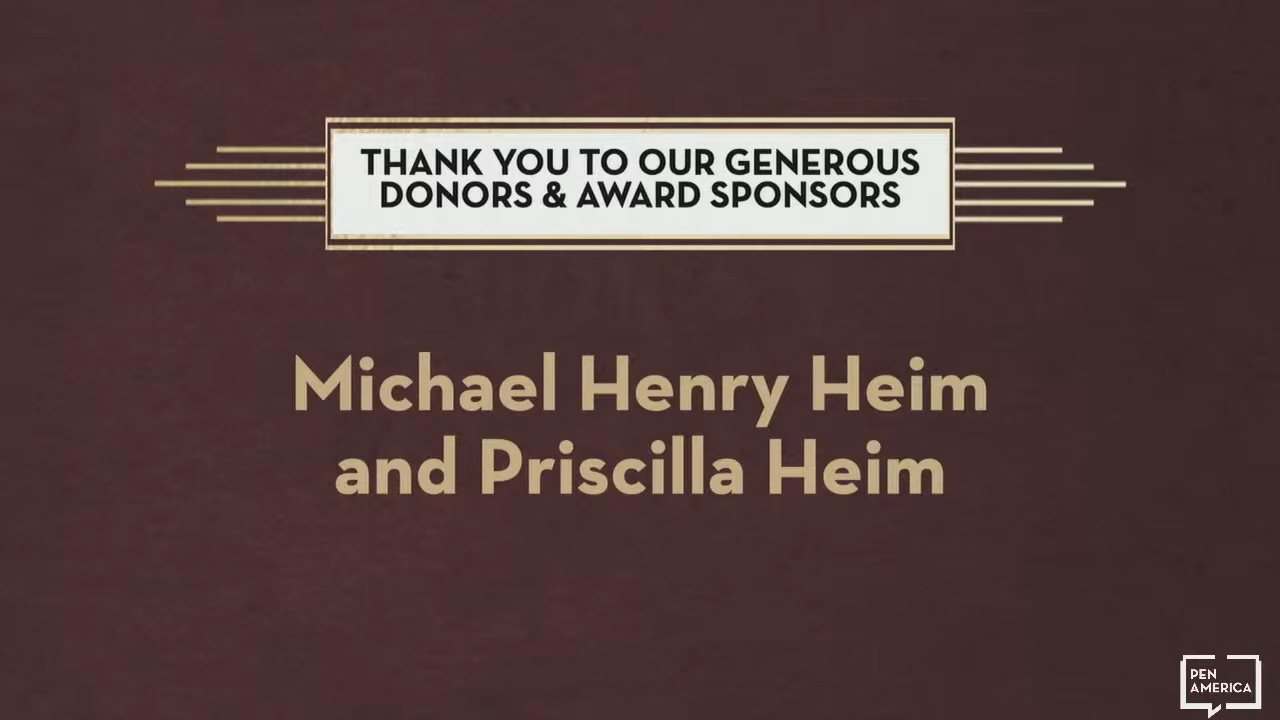 THANK YOU TO OUR GENEROUS
DONORS & AWARD SPONSORS
Michael Henry Heim
and Priscilla Heim
PEN
AMERICA